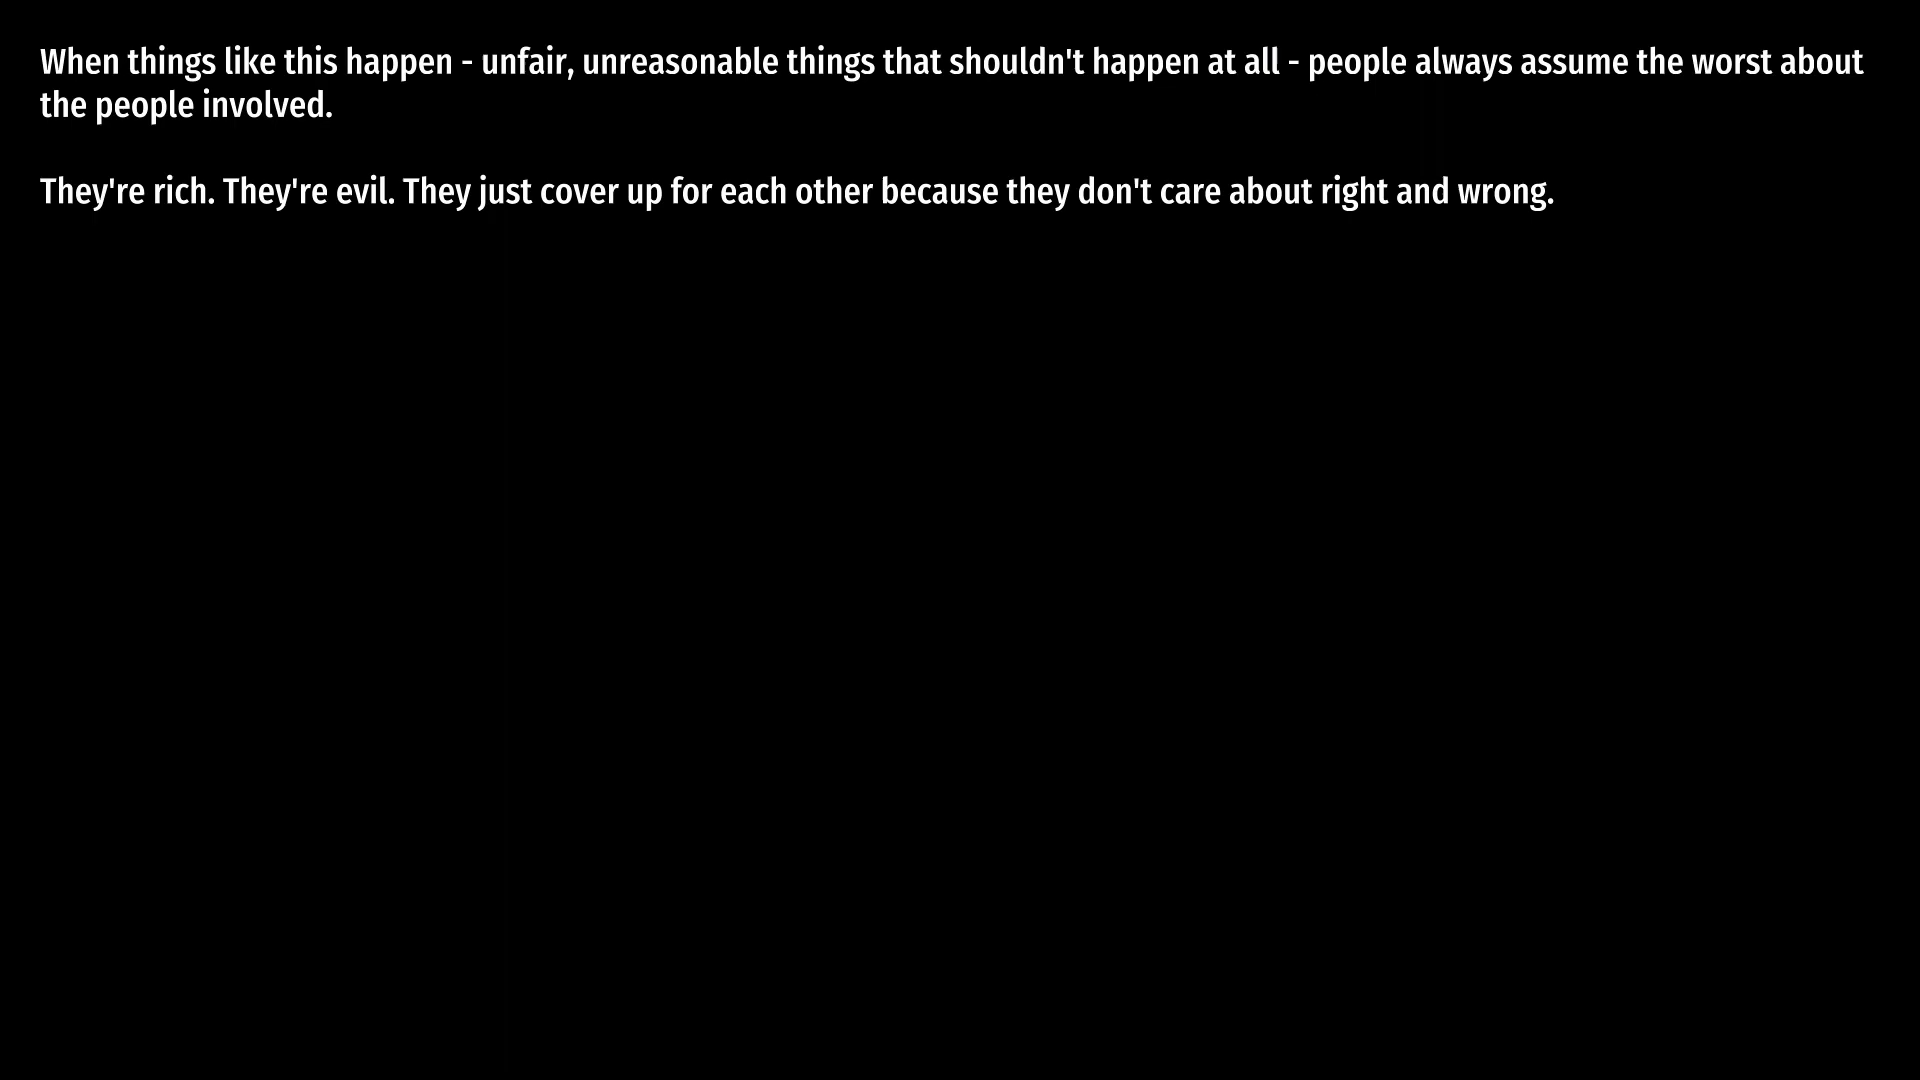 When things like this happen - unfair, unreasonable things that shouldn't happen at all - people always assume the worst about
the people involved.
They're rich. They're evil. They just cover up for each other because they don't care about right and wrong.